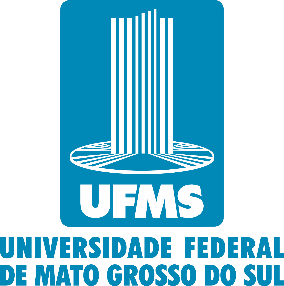 UFMS
UNIVERSIDADE FEDERAL
DE MATO GROSSO DO SUL